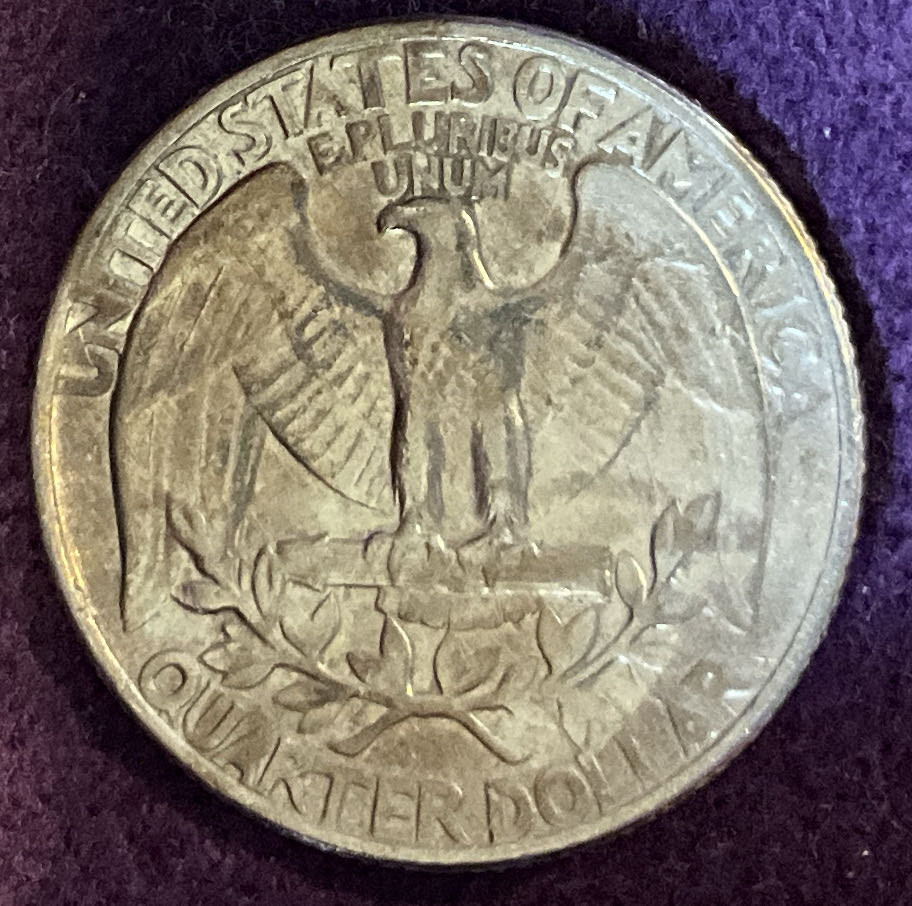 UNITED STATES OF AMERICA
E PLURIBUS
UNUM
QUARTER DOLLAR